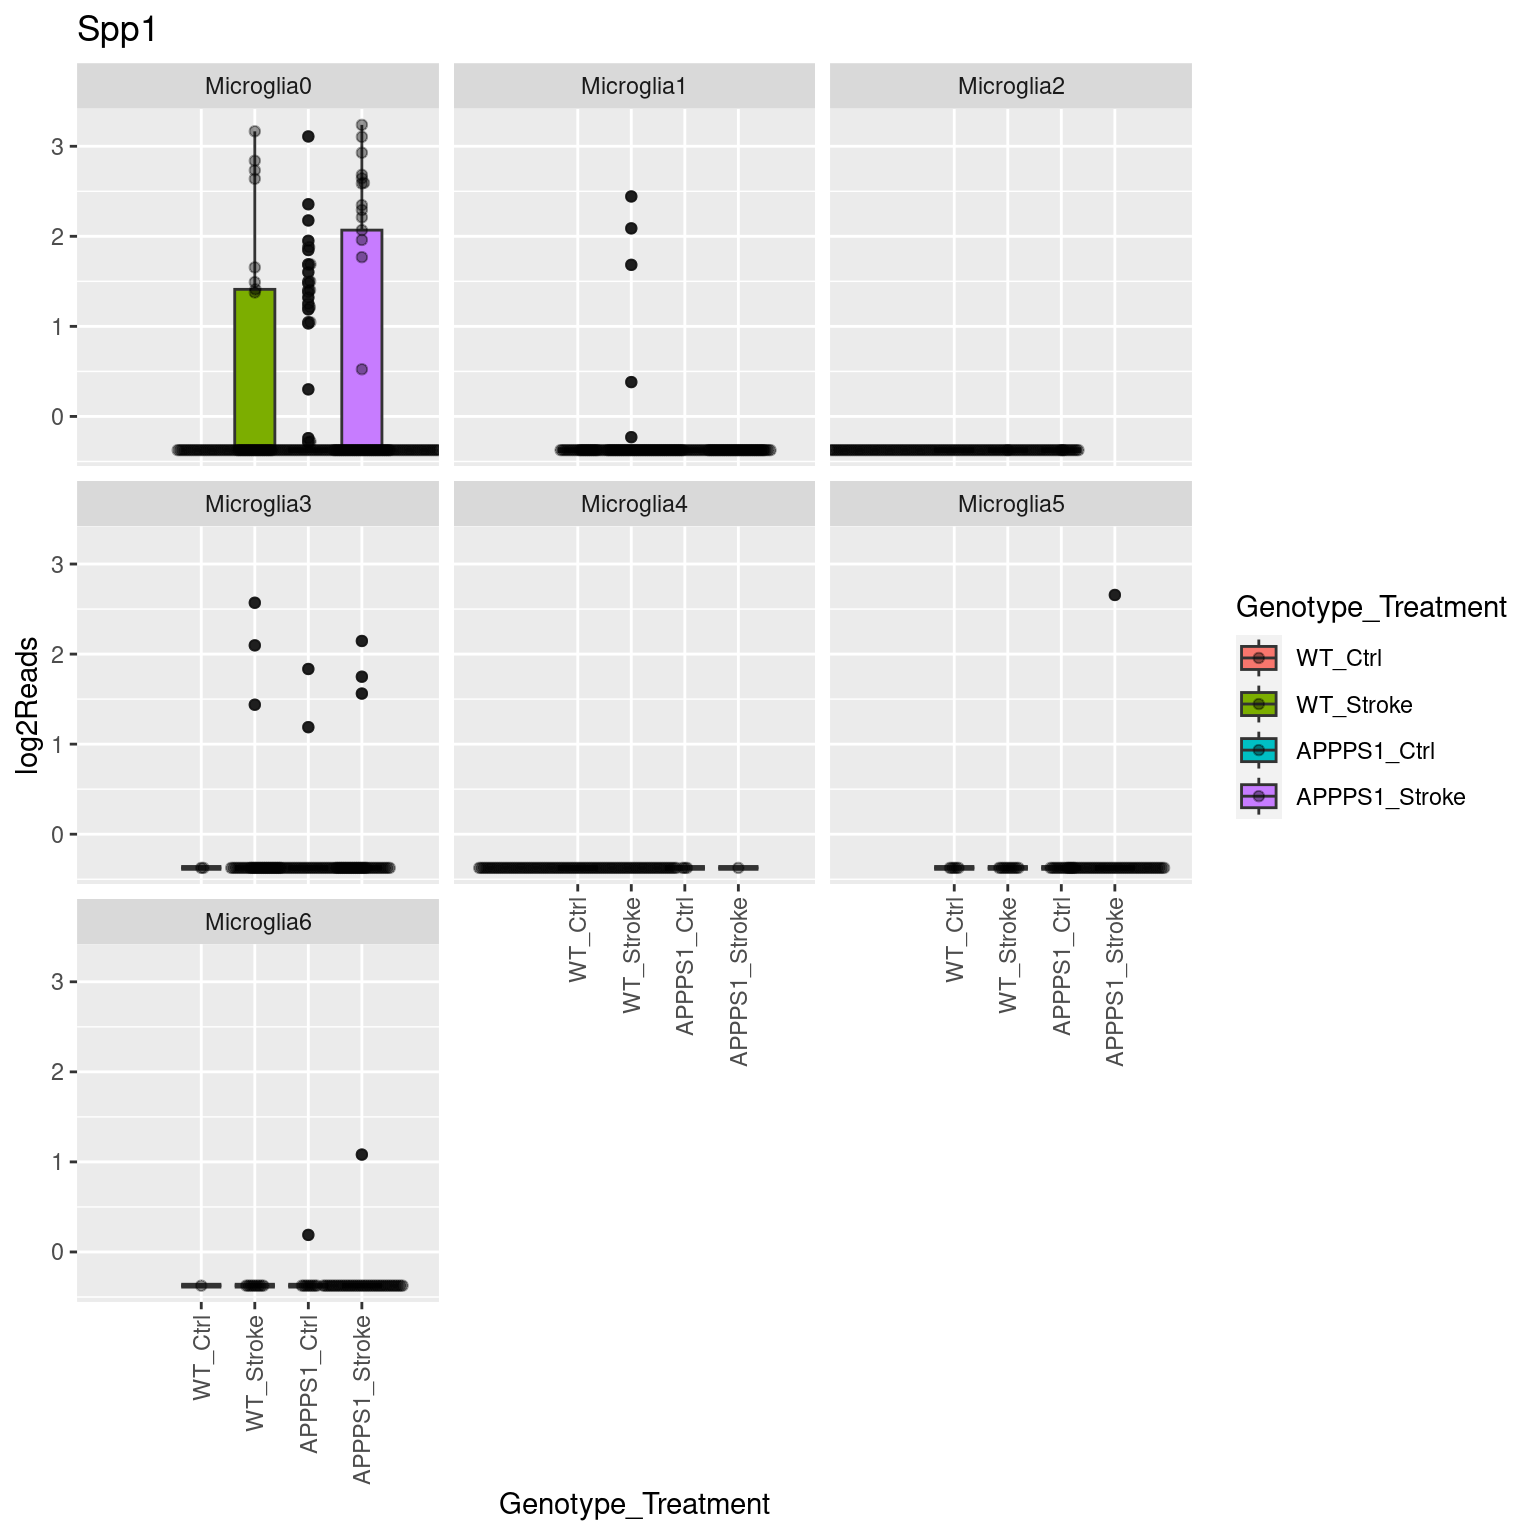 Spp1
Microglia0
Microglia1
Microglia2
3
2
1
0
Microglia3
Microglia4
Microglia5
3
2
1
0
log2Reads
WT_Ctrl
WT_Stroke
APPPS1_Ctrl
APPPS1_Stroke
WT_Ctrl
WT_Stroke
APPPS1_Ctrl
APPPS1_Stroke
Genotype_Treatment
WT_Ctrl
WT_Stroke
APPPS1_Ctrl
APPPS1_Stroke
Microglia6
3
2
1
0
WT_Ctrl
WT_Stroke
APPPS1_Ctrl
APPPS1_Stroke
Genotype_Treatment